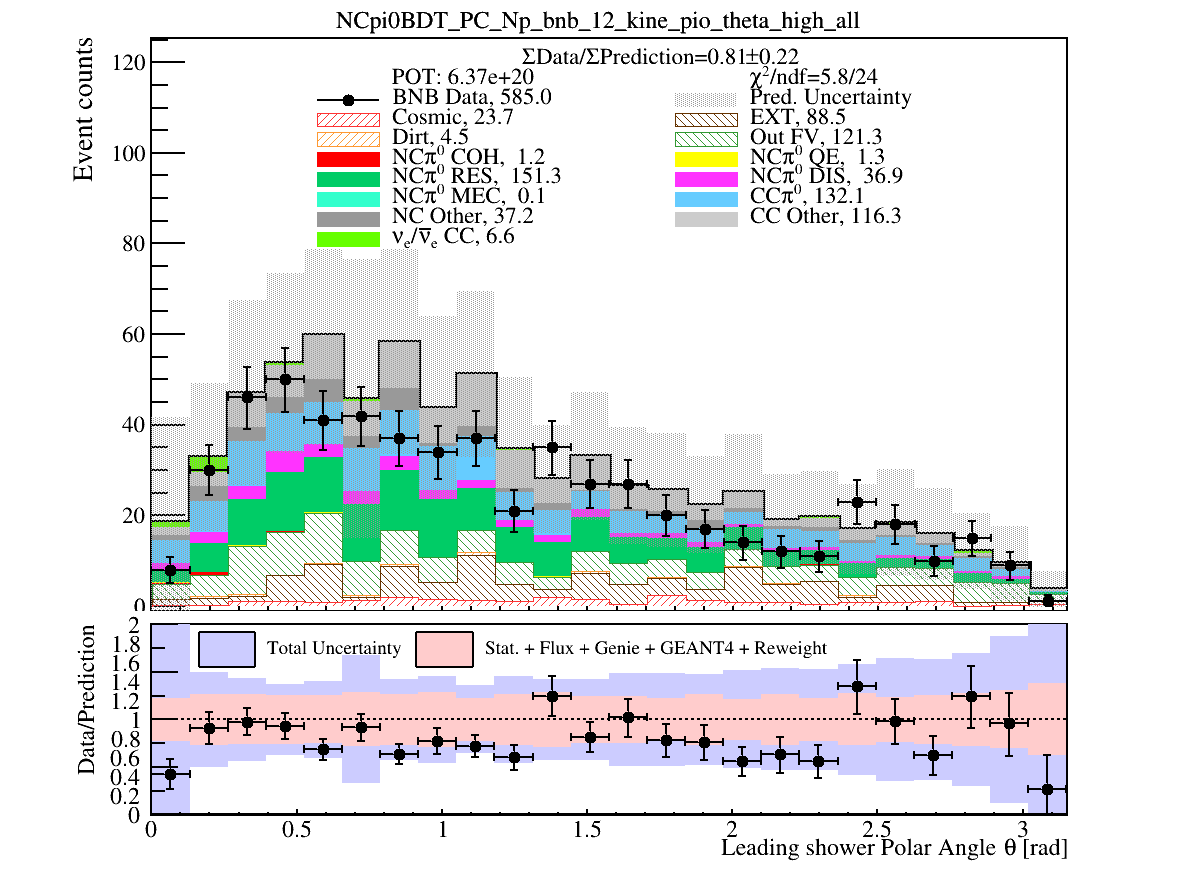 NCpi0BDT_PC_Np_bnb_12_kine_pio_theta_high_all
ΣData/ΣPrediction=0.81±0.22
POT: 6.37e+20
χ²/ndf=5.8/24
BNB Data, 585.0
Pred. Uncertainty
Cosmic, 23.7
EXT, 88.5
Dirt, 4.5
Out FV, 121.3
NCπ⁰ COH, 1.2
NCπ⁰ QE, 1.3
NCπ⁰ RES, 151.3
NCπ⁰ DIS, 36.9
NCπ⁰ MEC, 0.1
CCπ⁰, 132.1
NC Other, 37.2
CC Other, 116.3
νₑ/ν̅ₑ CC, 6.6
Event counts
120
100
80
60
40
20
0
Data/Prediction
Total Uncertainty
Stat. + Flux + Genie + GEANT4 + Reweight
2
1.8
1.6
1.4
1.2
1
0.8
0.6
0.4
0.2
0
0 0.5 1 1.5 2 2.5 3
Leading shower Polar Angle θ [rad]